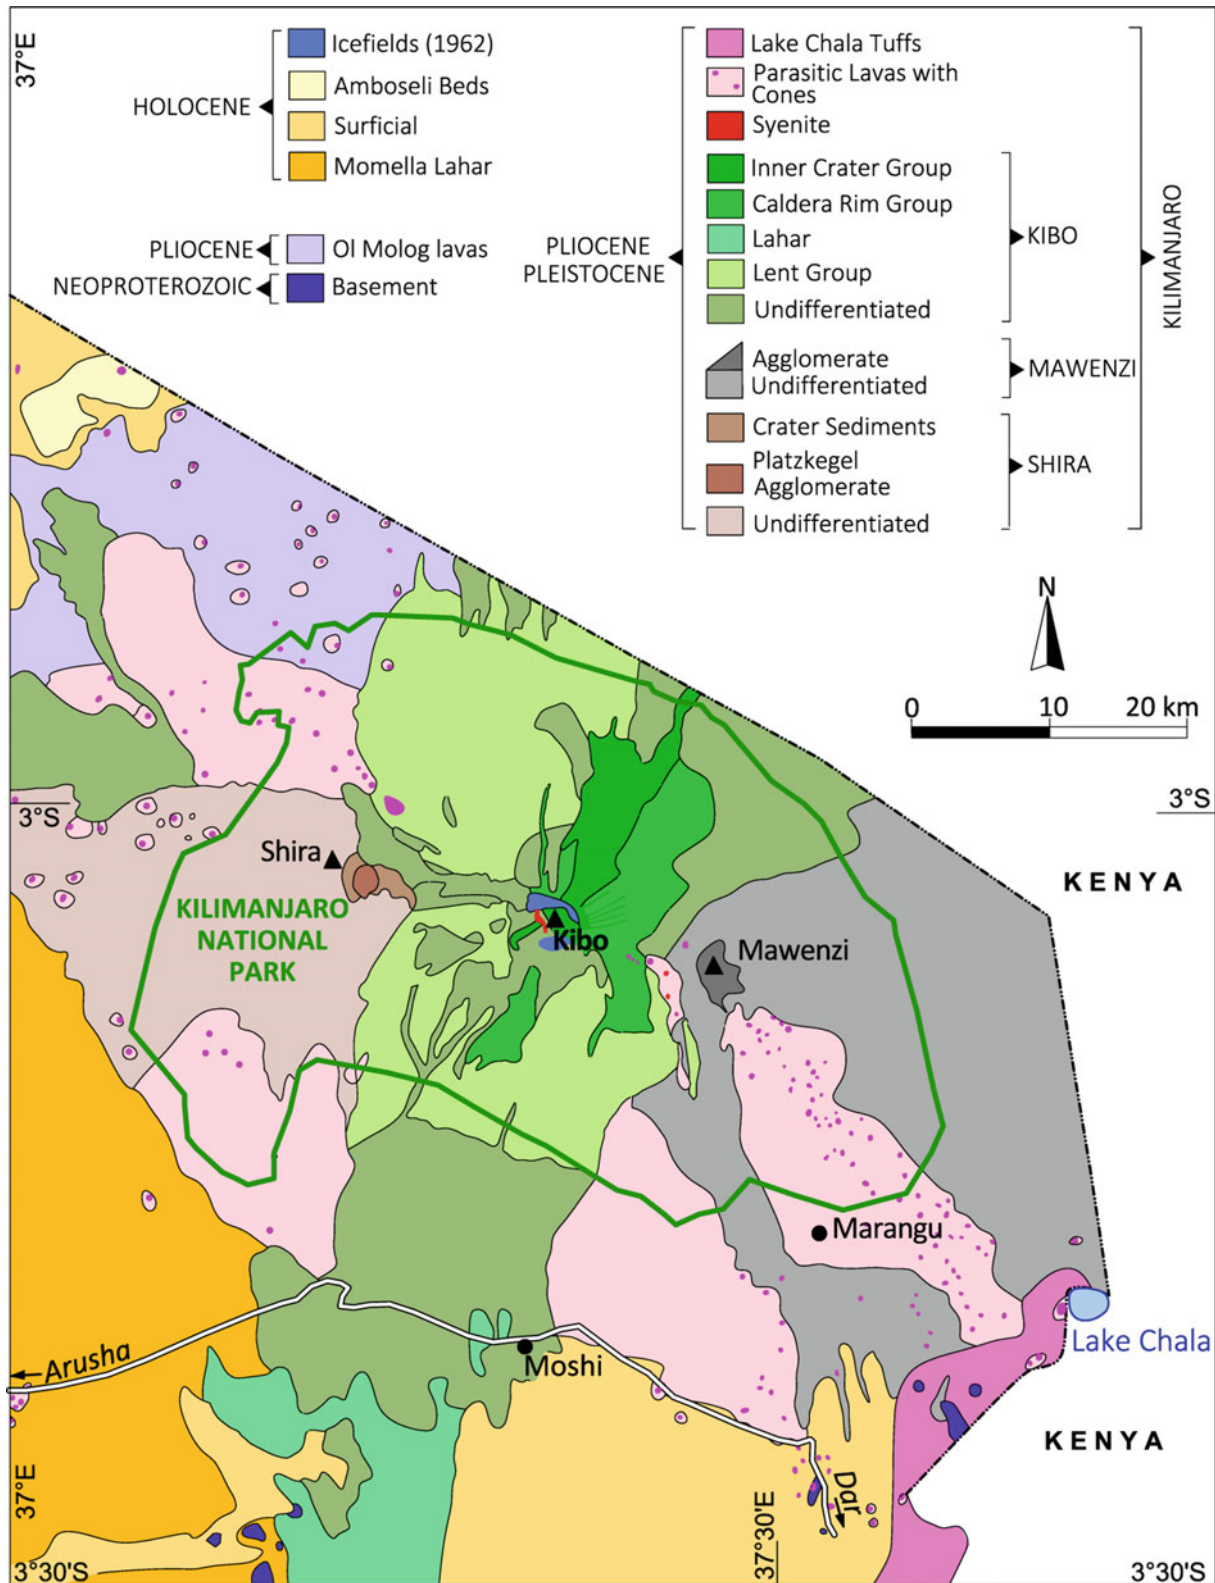 37°E
HOLOCENE
Icefields (1962)
Amboseli Beds
Surficial
Momella Lahar
PLIOCENE
Ol Molog lavas
NEOPROTEROZOIC
Basement
PLIOCENE
PLEISTOCENE
Lake Chala Tuffs
Parasitic Lavas with
Cones
Syenite
Inner Crater Group
Caldera Rim Group
Lahar
Lent Group
Undifferentiated
KIBO
Agglomerate
Undifferentiated
MAWENZI
Crater Sediments
Platzkegel
Agglomerate
Undifferentiated
SHIRA
KILIMANJARO
N
0 10 20 km
3°S
3°S
Shira
KENYA
KILIMANJARO
NATIONAL
PARK
Kibo
Mawenzi
Marangu
Lake Chala
Arusha
Moshi
KENYA
37°E
Dar
37°30'E
3°30'S
3°30'S